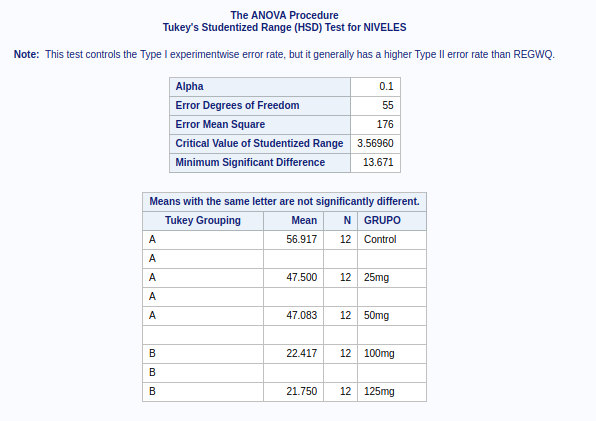 The ANOVA Procedure
Tukey's Studentized Range (HSD) Test for NIVELES
Note: This test controls the Type I experimentwise error rate, but it generally has a higher Type II error rate than REGWQ.
Alpha 0.1
Error Degrees of Freedom 55
Error Mean Square 176
Critical Value of Studentized Range 3.56960
Minimum Significant Difference 13.671
Means with the same letter are not significantly different.
Tukey Grouping Mean N GRUPO
A 56.917 12 Control
A
A 47.500 12 25mg
A
A 47.083 12 50mg
B 22.417 12 100mg
B
B 21.750 12 125mg